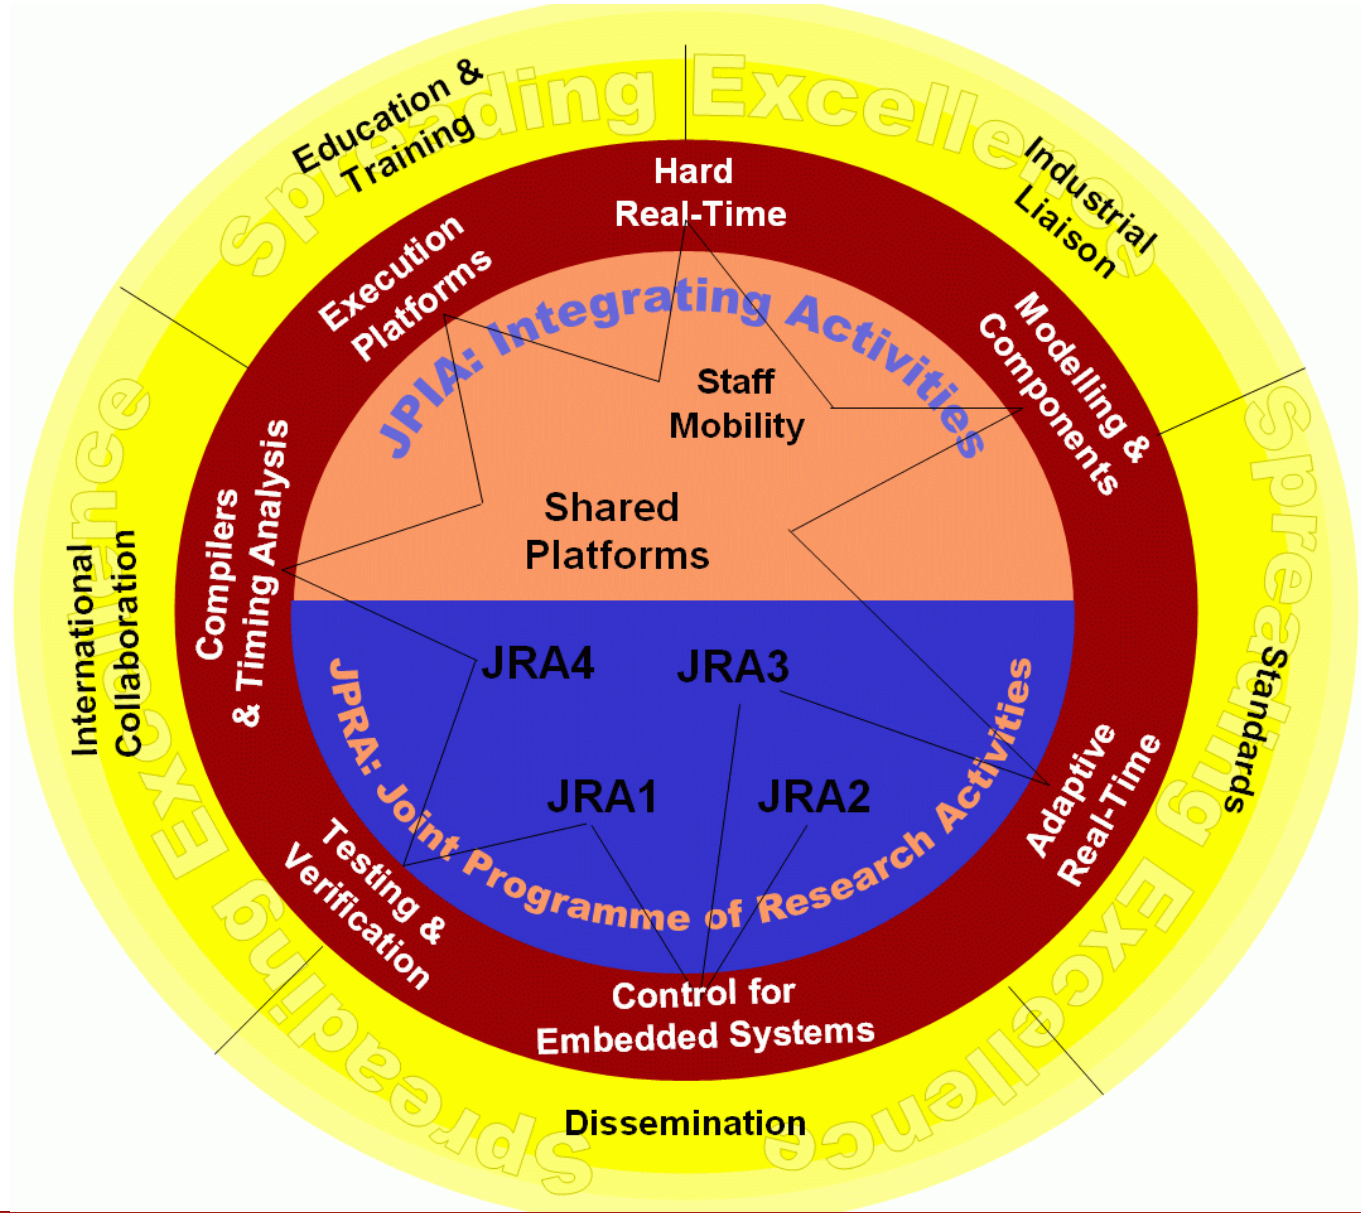 Spreading Excellence
Education &
Training
Industrial
Liaison
Spreading Excellence
Standards
Spreading Excellence
Dissemination
International
Collaboration
Hard
Real-Time
Execution
Platforms
Modelling &
Components
Compilers
& Timing Analysis
Adaptive
Real-Time
Testing &
Verification
Control for
Embedded Systems
JPIA: Integrating Activities
Staff
Mobility
Shared
Platforms
JRA4
JRA3
JRA1
JRA2
JPRA: Joint Programme of Research Activities